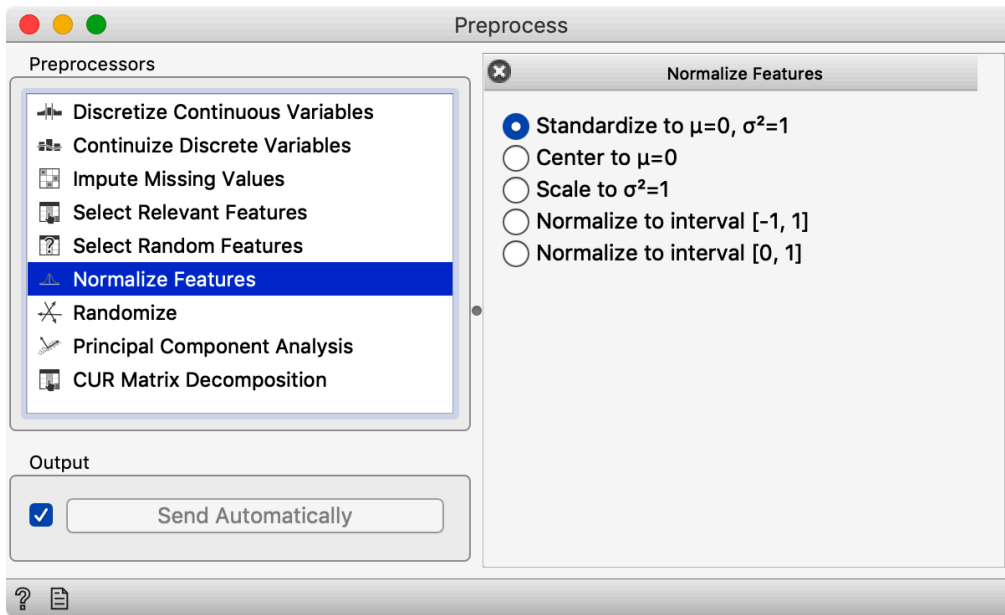 Preprocess
Preprocessors
Discretize Continuous Variables
Continuize Discrete Variables
Impute Missing Values
Select Relevant Features
Select Random Features
Normalize Features
Randomize
Principal Component Analysis
CUR Matrix Decomposition
Output
Send Automatically
Normalize Features
Standardize to μ=0, σ²=1
Center to μ=0
Scale to σ²=1
Normalize to interval [-1, 1]
Normalize to interval [0, 1]